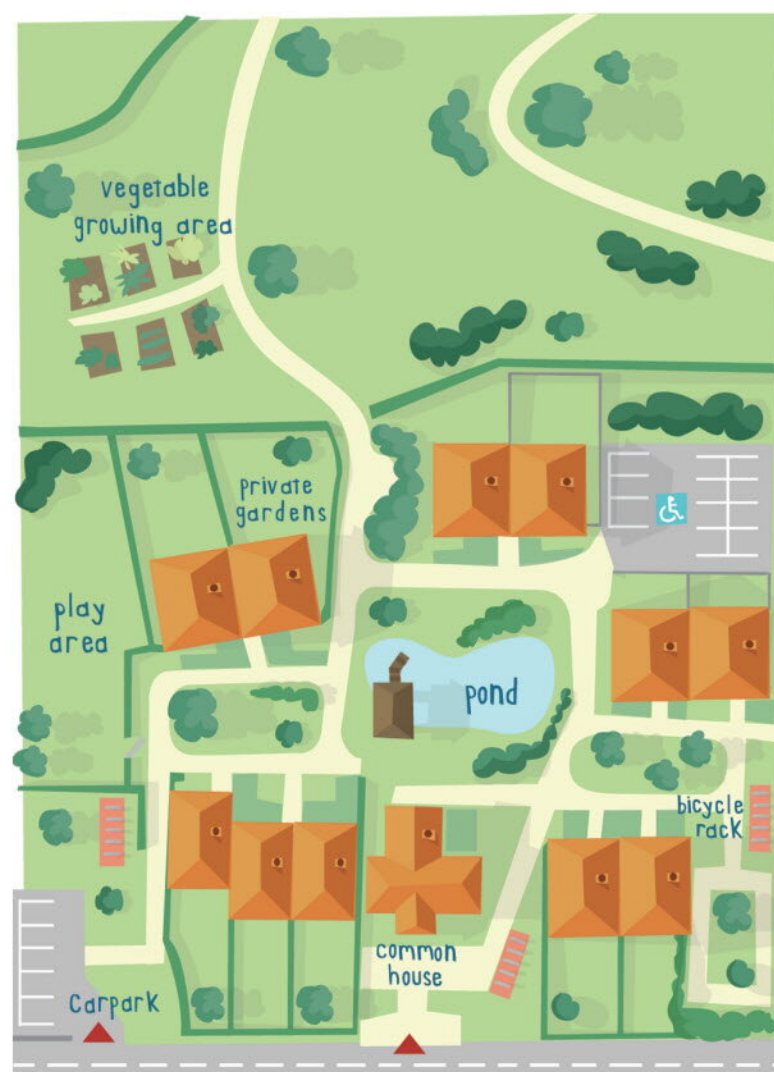 vegetable
growing area
private
gardens
play
area
pond
bicycle
rack
common
house
Carpark